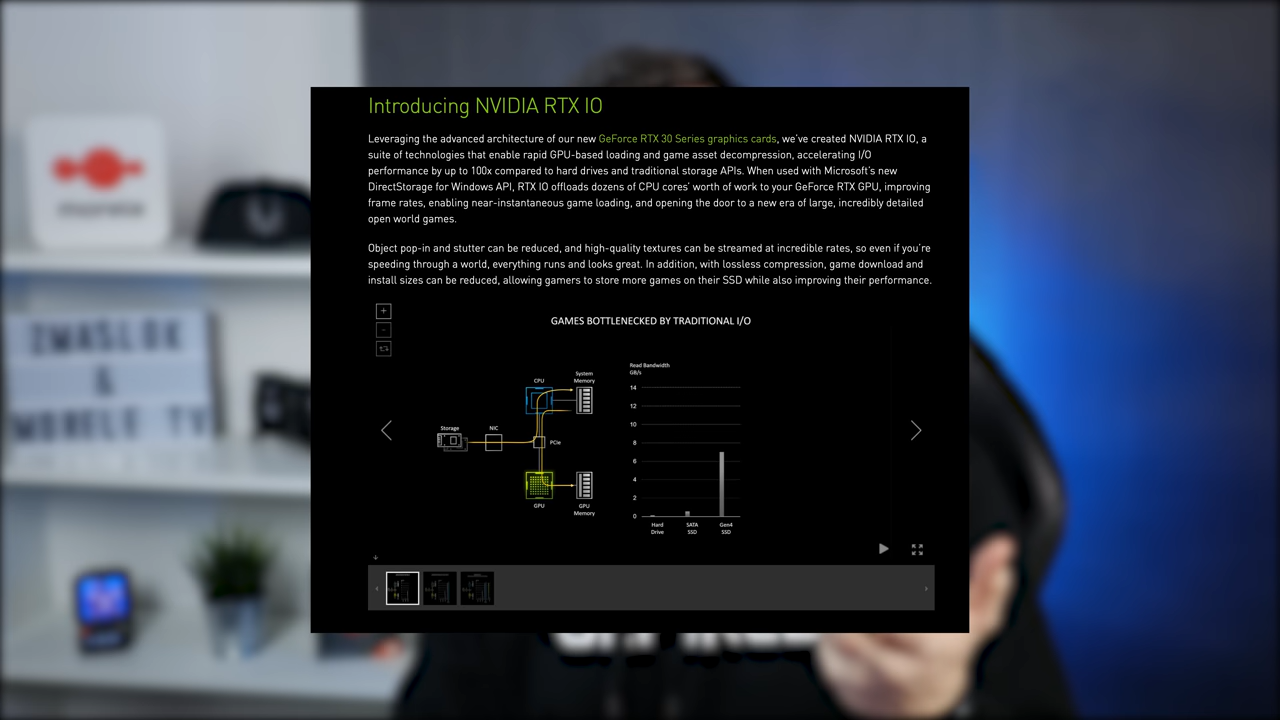 Introducing NVIDIA RTX IO
Leveraging the advanced architecture of our new GeForce RTX 30 Series graphics cards, we've created NVIDIA RTX IO, a
suite of technologies that enable rapid GPU-based loading and game asset decompression, accelerating I/O
performance by up to 100x compared to hard drives and traditional storage APIs. When used with Microsoft's new
DirectStorage for Windows API, RTX IO offloads dozens of CPU cores' worth of work to your GeForce RTX GPU, improving
frame rates, enabling near-instantaneous game loading, and opening the door to a new era of large, incredibly detailed
open world games.
Object pop-in and stutter can be reduced, and high-quality textures can be streamed at incredible rates, so even if you're
speeding through a world, everything runs and looks great. In addition, with lossless compression, game download and
install sizes can be reduced, allowing gamers to store more games on their SSD while also improving their performance.
GAMES BOTTLENECKED BY TRADITIONAL I/O
CPU
System
Memory
Storage
NIC
PCIe
GPU
GPU
Memory
Read Bandwidth
GB/s
14
12
10
8
6
4
2
0
Hard
Drive
SATA
SSD
Gen4
SSD
ZMASLOE
&
MORELE TV